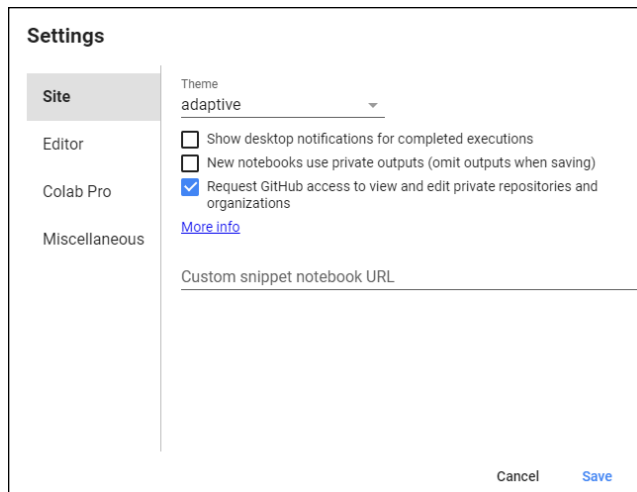 Settings
Site
Editor
Colab Pro
Miscellaneous
Theme
adaptive
Show desktop notifications for completed executions
New notebooks use private outputs (omit outputs when saving)
Request GitHub access to view and edit private repositories and
organizations
More info
Custom snippet notebook URL
Cancel
Save